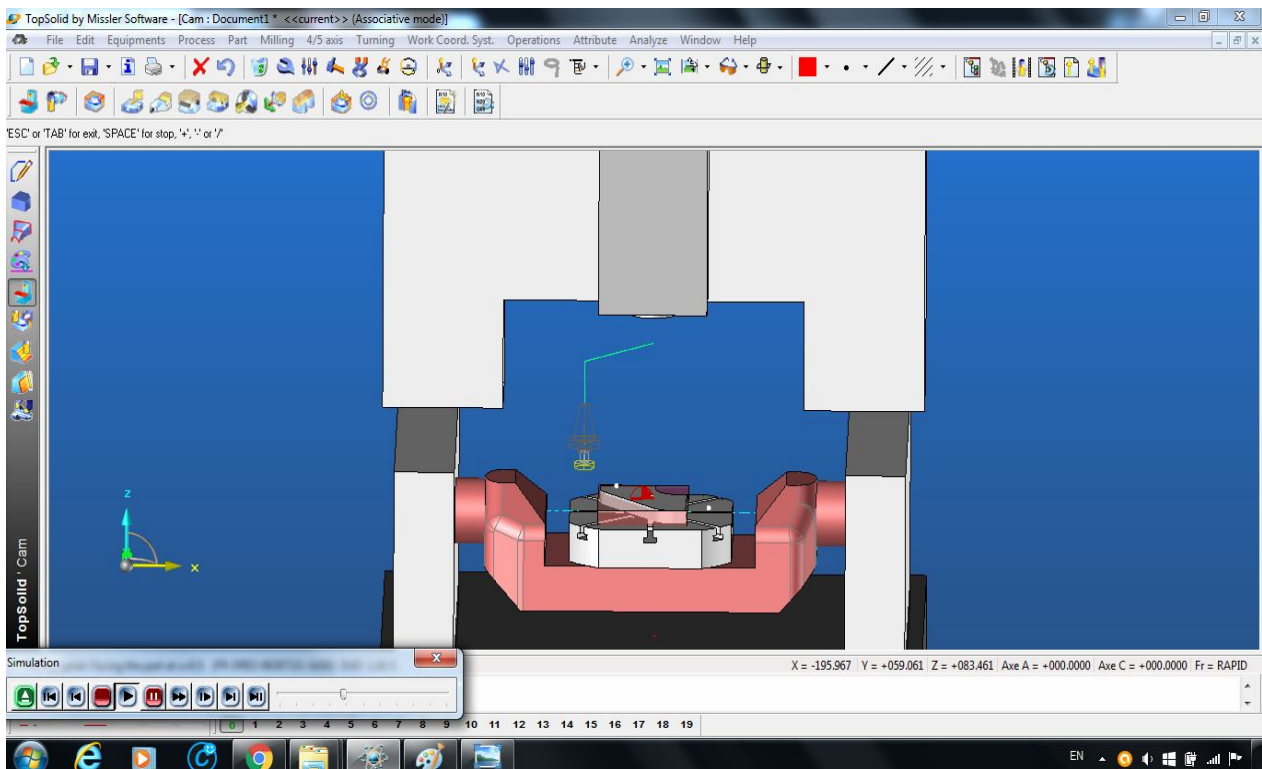 TopSolid by Missler Software - [Cam : Document1 * <<current>> (Associative mode)]
File Edit Equipments Process Part Milling 4/5 axis Turning Work Coord. Syst. Operations Attribute Analyze Window Help
'ESC' or 'TAB' for exit, 'SPACE' for stop, '+', '-' or '/'
z
x
TopSolid ' Cam
Simulation
X = -195.967 Y = +059.061 Z = +083.461 Axe A = +000.0000 Axe C = +000.0000 Fr = RAPID
0 1 2 3 4 5 6 7 8 9 10 11 12 13 14 15 16 17 18 19
EN